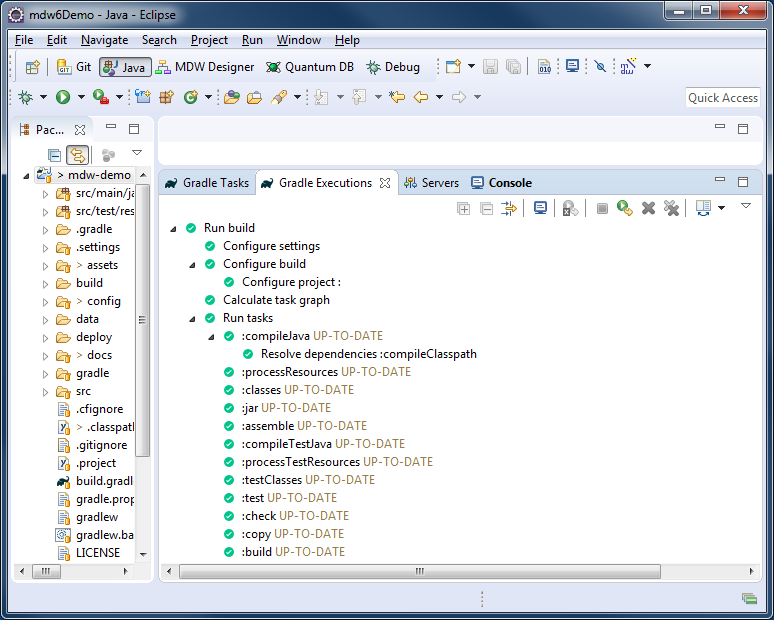 mdw6Demo - Java - Eclipse
File Edit Navigate Search Project Run Window Help
Git Java MDW Designer Quantum DB Debug
010
Quick Access
Pac...
> mdw-demo
src/main/ja
src/test/res
.gradle
.settings
> assets
build
> config
data
deploy
> docs
gradle
src
.cfignore
> .classpath
.gitignore
.project
build.gradl
gradle.prop
gradlew
gradlew.ba
LICENSE
Gradle Tasks Gradle Executions Servers Console
Run build
Configure settings
Configure build
Configure project :
Calculate task graph
Run tasks
:compileJava UP-TO-DATE
Resolve dependencies :compileClasspath
:processResources UP-TO-DATE
:classes UP-TO-DATE
:jar UP-TO-DATE
:assemble UP-TO-DATE
:compileTestJava UP-TO-DATE
:processTestResources UP-TO-DATE
:testClasses UP-TO-DATE
:test UP-TO-DATE
:check UP-TO-DATE
:copy UP-TO-DATE
:build UP-TO-DATE